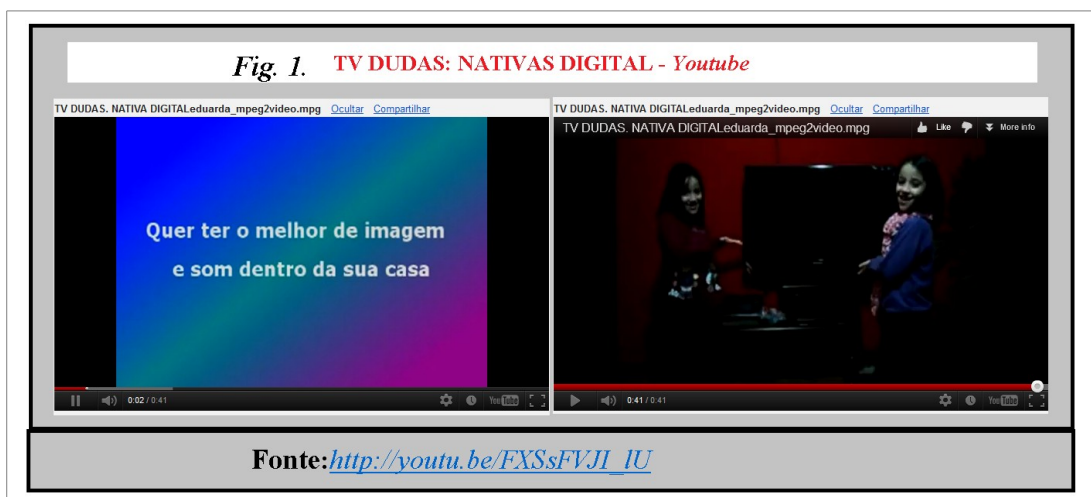 Fig. 1. TV DUDAS: NATIVAS DIGITAL - Youtube
TV DUDAS. NATIVA DIGITALeduarda_mpeg2video.mpg Ocultar Compartilhar
Quer ter o melhor de imagem
e som dentro da sua casa
0:02 / 0:41 YouTube
TV DUDAS. NATIVA DIGITALeduarda_mpeg2video.mpg Ocultar Compartilhar
TV DUDAS. NATIVA DIGITALeduarda_mpeg2video.mpg Like More info
0:41 / 0:41 YouTube
Fonte:http://youtu.be/FXSsFVJI_lU